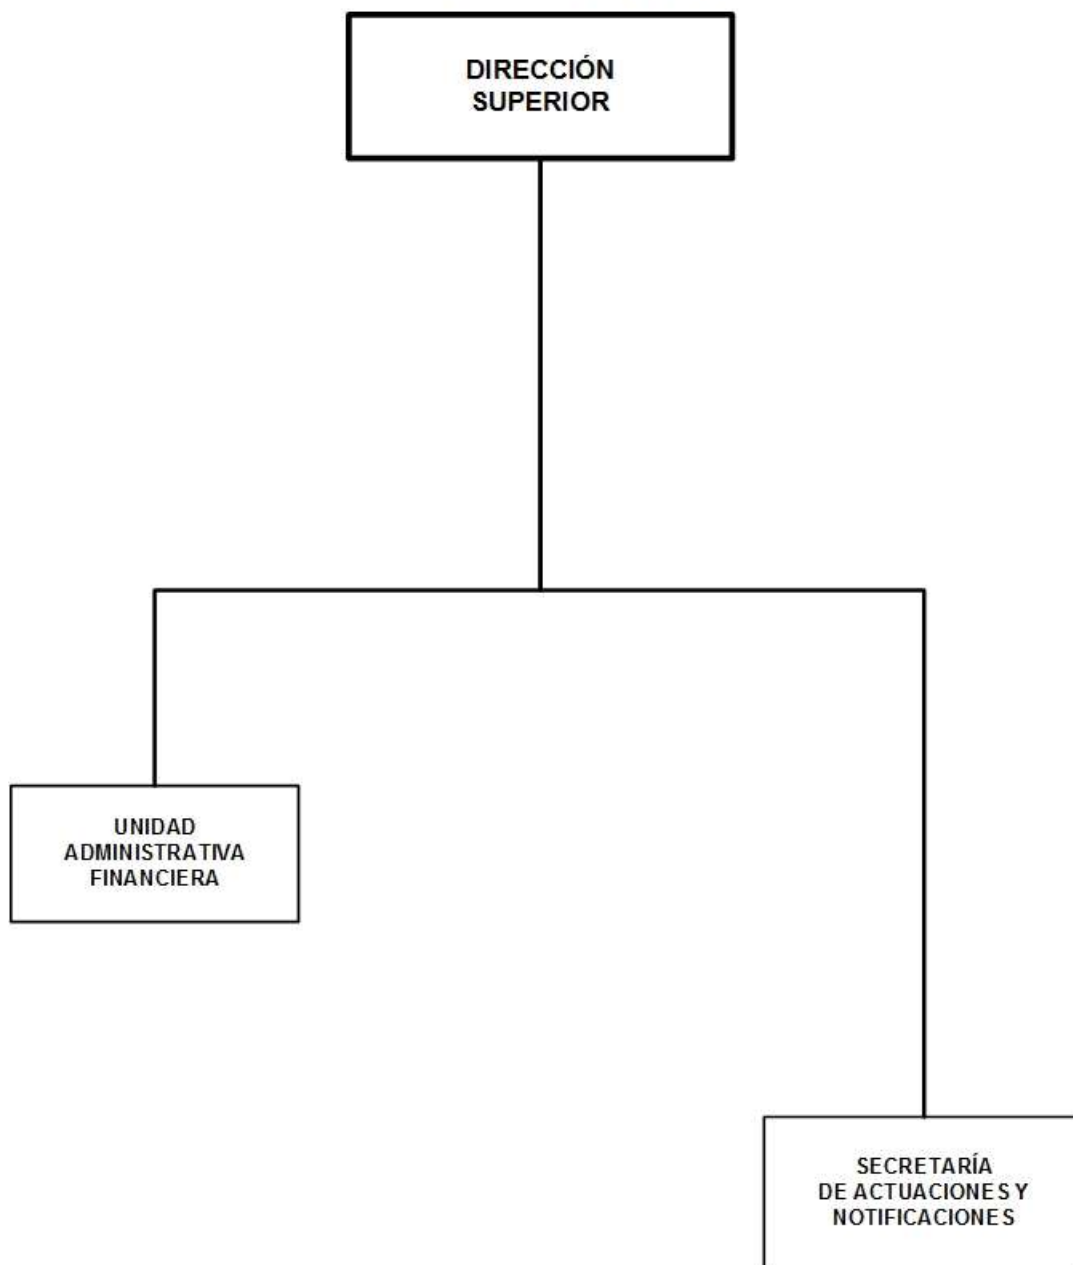 DIRECCIÓN
SUPERIOR
UNIDAD
ADMINISTRATIVA
FINANCIERA
SECRETARÍA
DE ACTUACIONES Y
NOTIFICACIONES